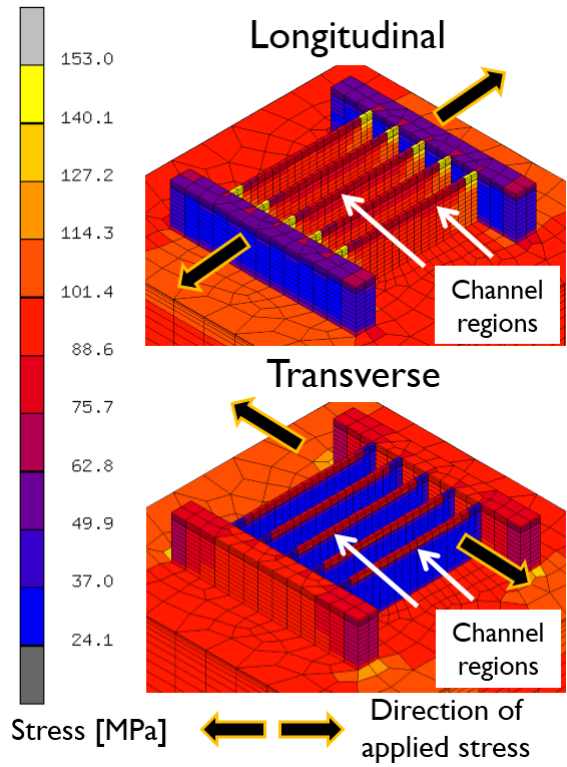 Longitudinal
153.0
140.1
127.2
114.3
101.4
88.6
75.7
62.8
49.9
37.0
24.1
Channel
regions
Transverse
Channel
regions
Stress [MPa]
Direction of
applied stress